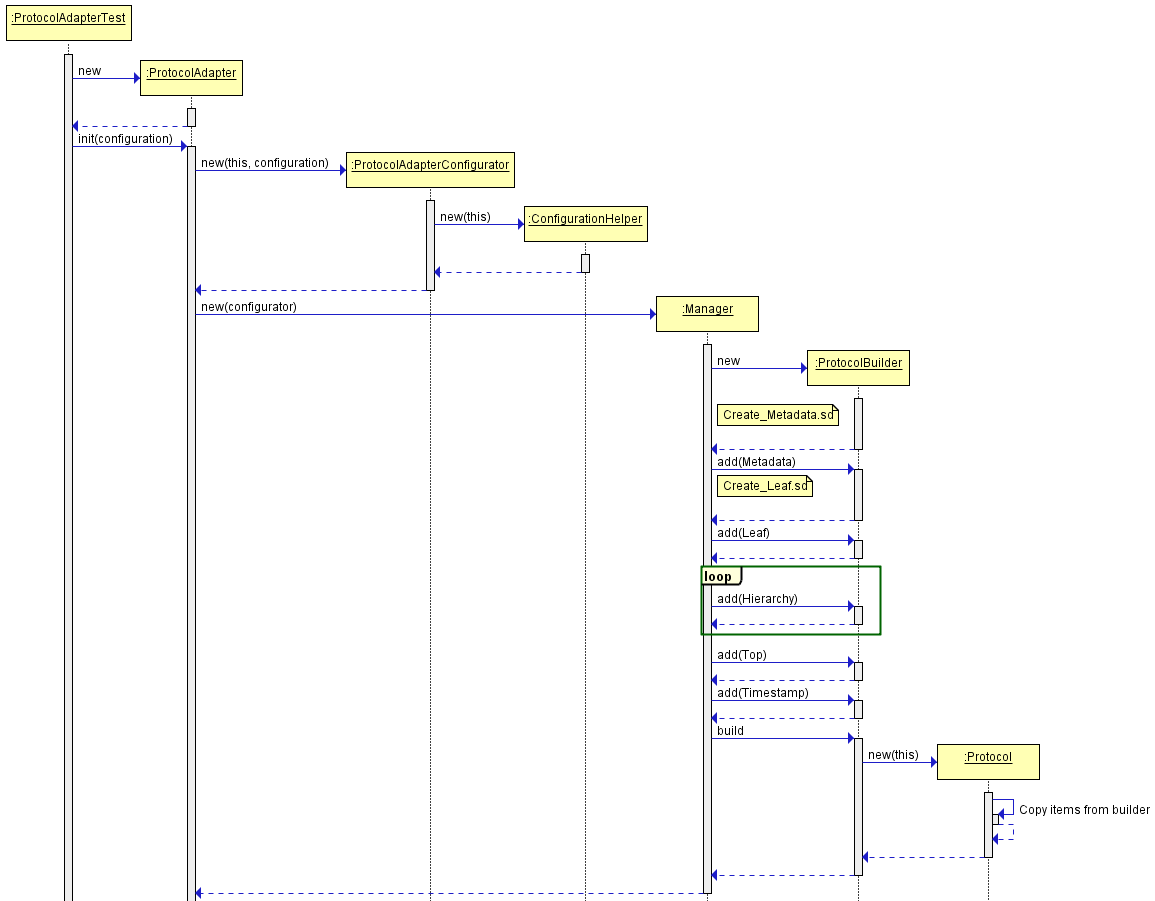 :ProtocolAdapterTest
new
:ProtocolAdapter
init(configuration)
new(this, configuration)
:ProtocolAdapterConfigurator
new(this)
:ConfigurationHelper
new(configurator)
:Manager
new
:ProtocolBuilder
Create_Metadata.sd
add(Metadata)
Create_Leaf.sd
add(Leaf)
loop
add(Hierarchy)
add(Top)
add(Timestamp)
build
new(this)
:Protocol
Copy items from builder